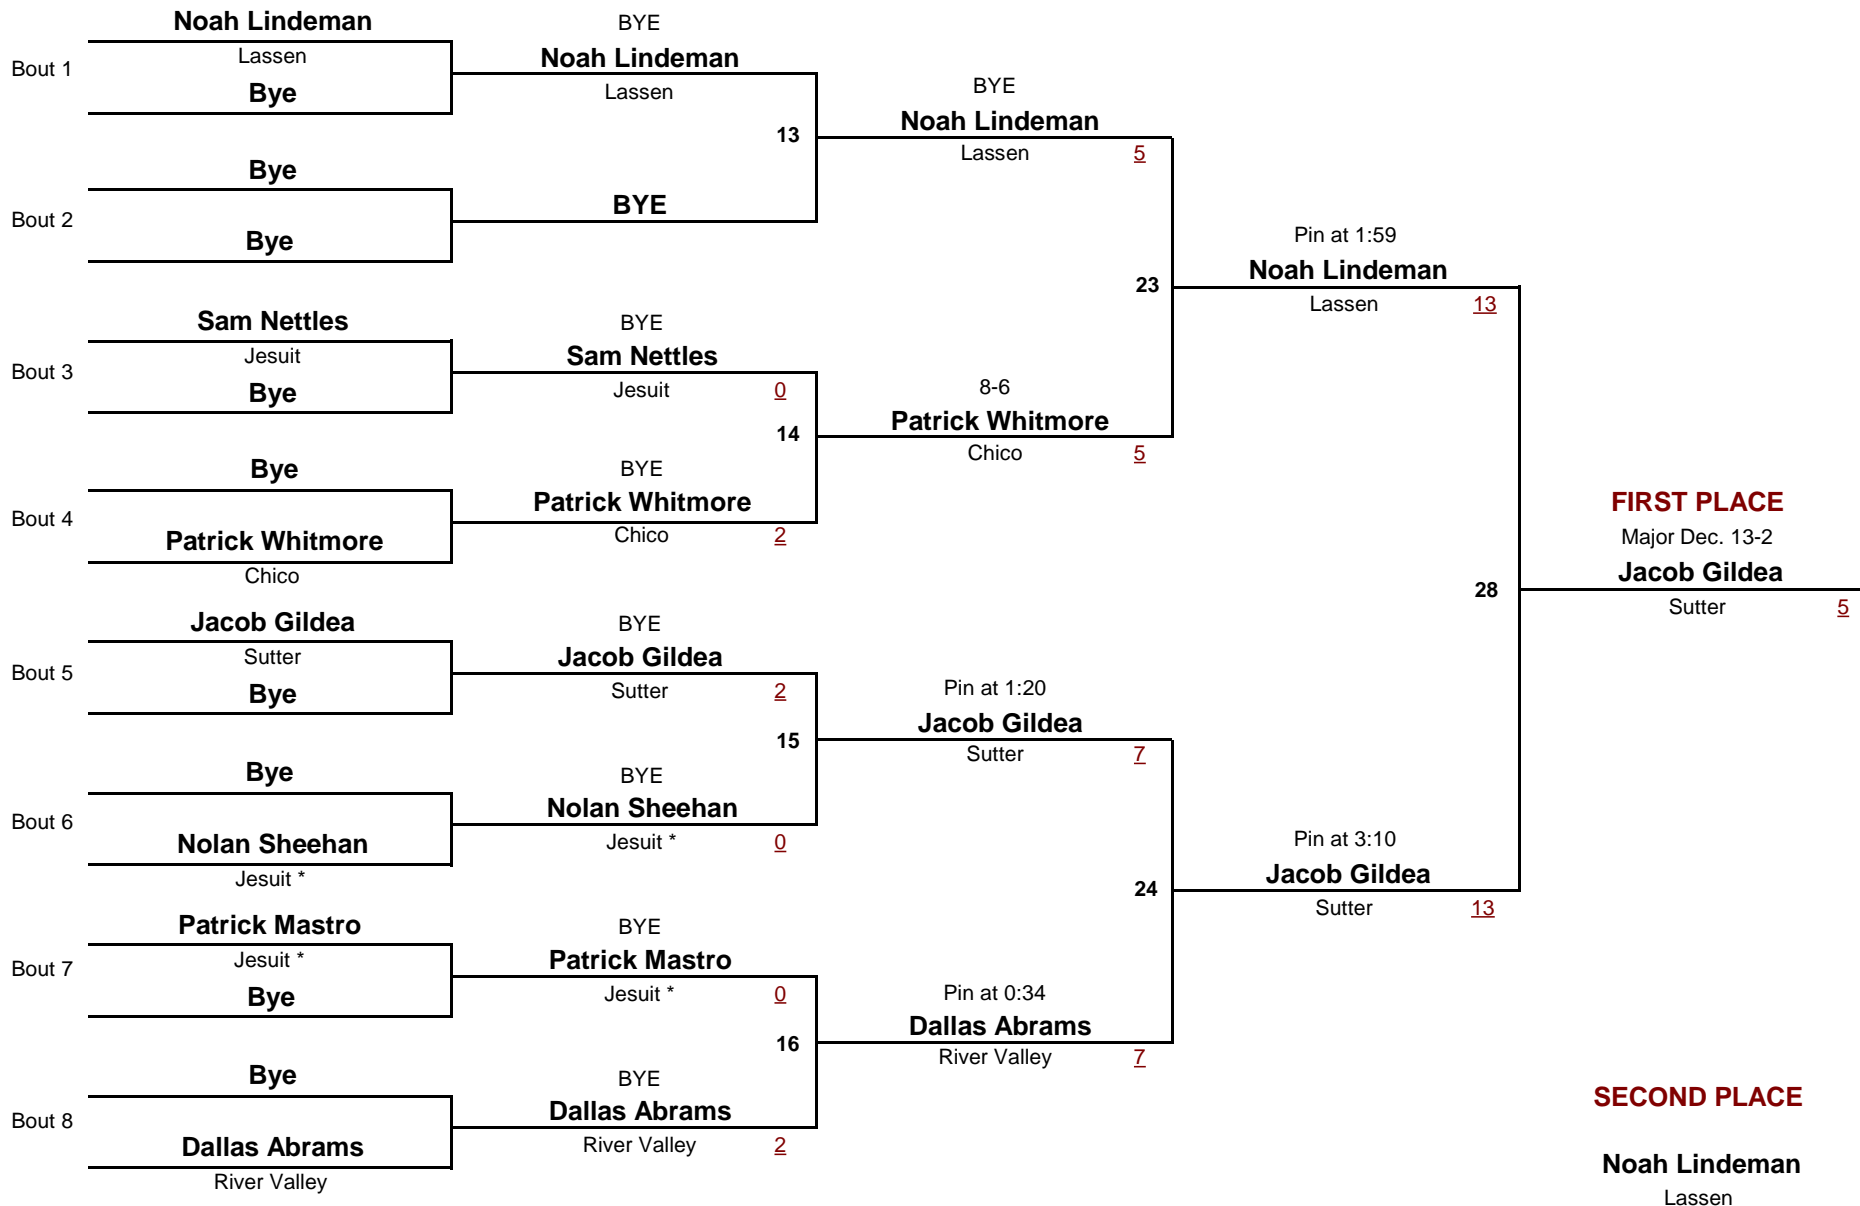 Noah Lindeman
Bout 1
Lassen
Bye
Bye
Bout 2
Bye
Sam Nettles
Bout 3
Jesuit
Bye
Bye
Bout 4
Patrick Whitmore
Chico
Jacob Gildea
Bout 5
Sutter
Bye
Bye
Bout 6
Nolan Sheehan
Jesuit *
Patrick Mastro
Bout 7
Jesuit *
Bye
Bye
Bout 8
Dallas Abrams
River Valley
BYE
Noah Lindeman
Lassen
13
BYE
BYE
Sam Nettles
Jesuit 0
14
BYE
Patrick Whitmore
Chico 2
BYE
Jacob Gildea
Sutter 2
15
BYE
Nolan Sheehan
Jesuit * 0
BYE
Patrick Mastro
Jesuit * 0
16
BYE
Dallas Abrams
River Valley 2
BYE
Noah Lindeman
Lassen 5
23
8-6
Patrick Whitmore
Chico 5
Pin at 1:20
Jacob Gildea
Sutter 7
24
Pin at 0:34
Dallas Abrams
River Valley 7
Pin at 1:59
Noah Lindeman
Lassen 13
28
Pin at 3:10
Jacob Gildea
Sutter 13
FIRST PLACE
Major Dec. 13-2
Jacob Gildea
Sutter 5
SECOND PLACE
Noah Lindeman
Lassen